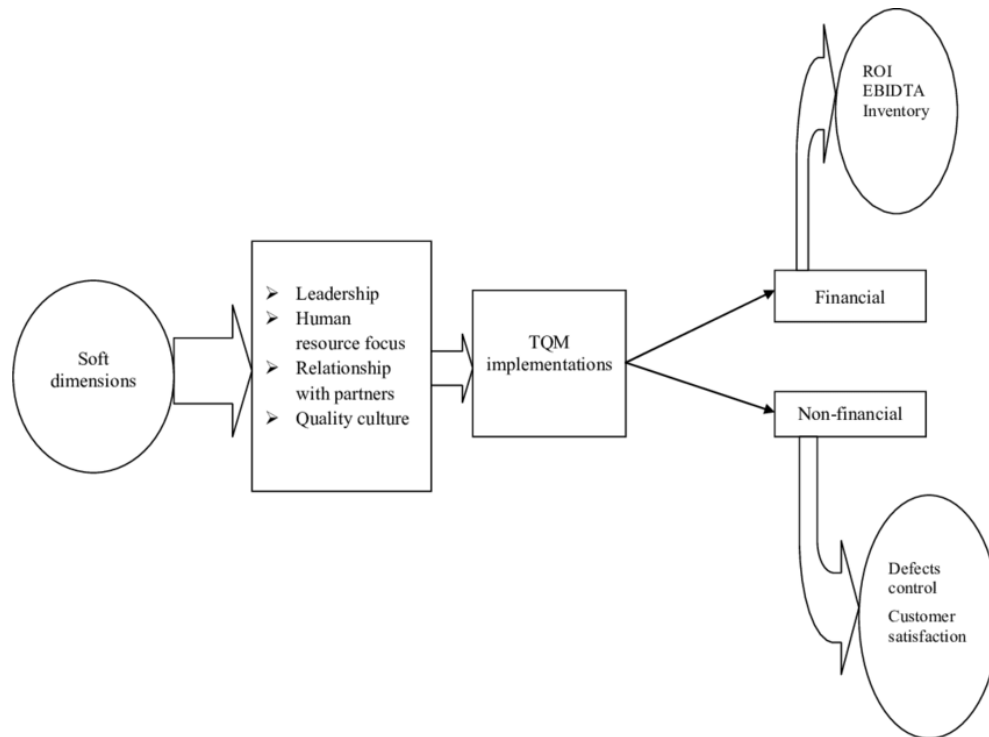 Soft
dimensions
➢ Leadership
➢ Human
resource focus
➢ Relationship
with partners
➢ Quality culture
TQM
implementations
Financial
ROI
EBIDTA
Inventory
Non-financial
Defects
control
Customer
satisfaction